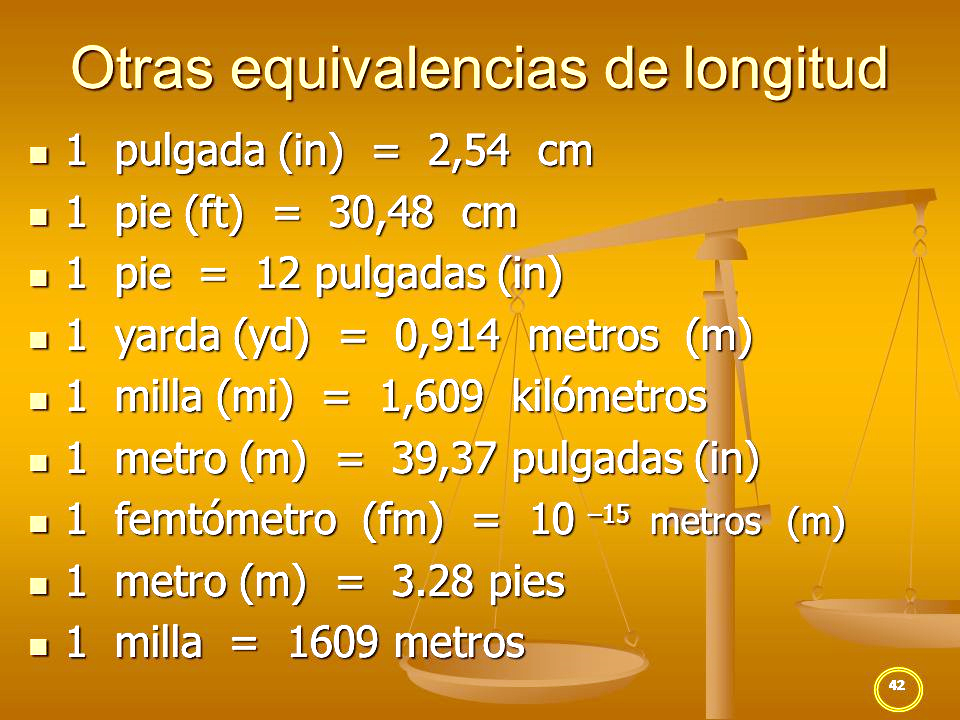 Otras equivalencias de longitud
1 pulgada (in) = 2,54 cm
1 pie (ft) = 30,48 cm
1 pie = 12 pulgadas (in)
1 yarda (yd) = 0,914 metros (m)
1 milla (mi) = 1,609 kilómetros
1 metro (m) = 39,37 pulgadas (in)
1 femtómetro (fm) = 10 ⁻¹⁵ metros (m)
1 metro (m) = 3.28 pies
1 milla = 1609 metros
42